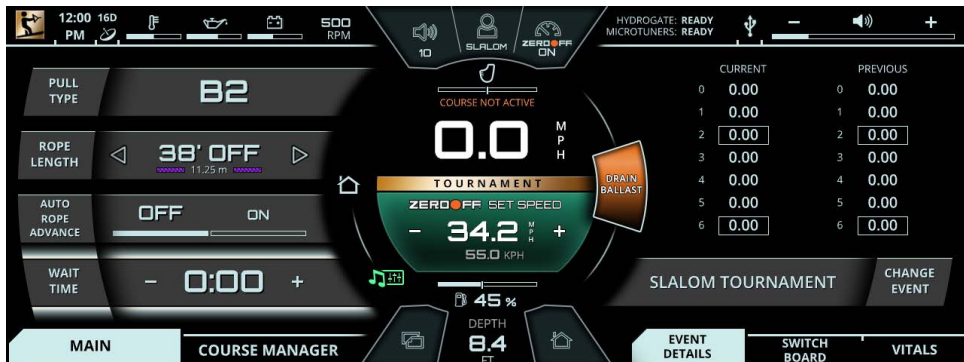 12:00 16D
PM
500
RPM
10
SLALOM
ZEROOFF
ON
HYDROGATE: READY
MICROTUNERS: READY
−
+
PULL
TYPE
B2
ROPE
LENGTH
38' OFF
11.25 m
AUTO
ROPE
ADVANCE
OFF ON
WAIT
TIME
− 0:00 +
COURSE NOT ACTIVE
0.0 MPH
TOURNAMENT
ZEROOFF SET SPEED
− 34.2 MPH +
55.0 KPH
45 %
DEPTH
8.4
FT
DRAIN
BALLAST
CURRENT PREVIOUS
0 0.00 0 0.00
1 0.00 1 0.00
2 0.00 2 0.00
3 0.00 3 0.00
4 0.00 4 0.00
5 0.00 5 0.00
6 0.00 6 0.00
SLALOM TOURNAMENT
CHANGE
EVENT
MAIN
COURSE MANAGER
EVENT
DETAILS
SWITCH
BOARD
VITALS